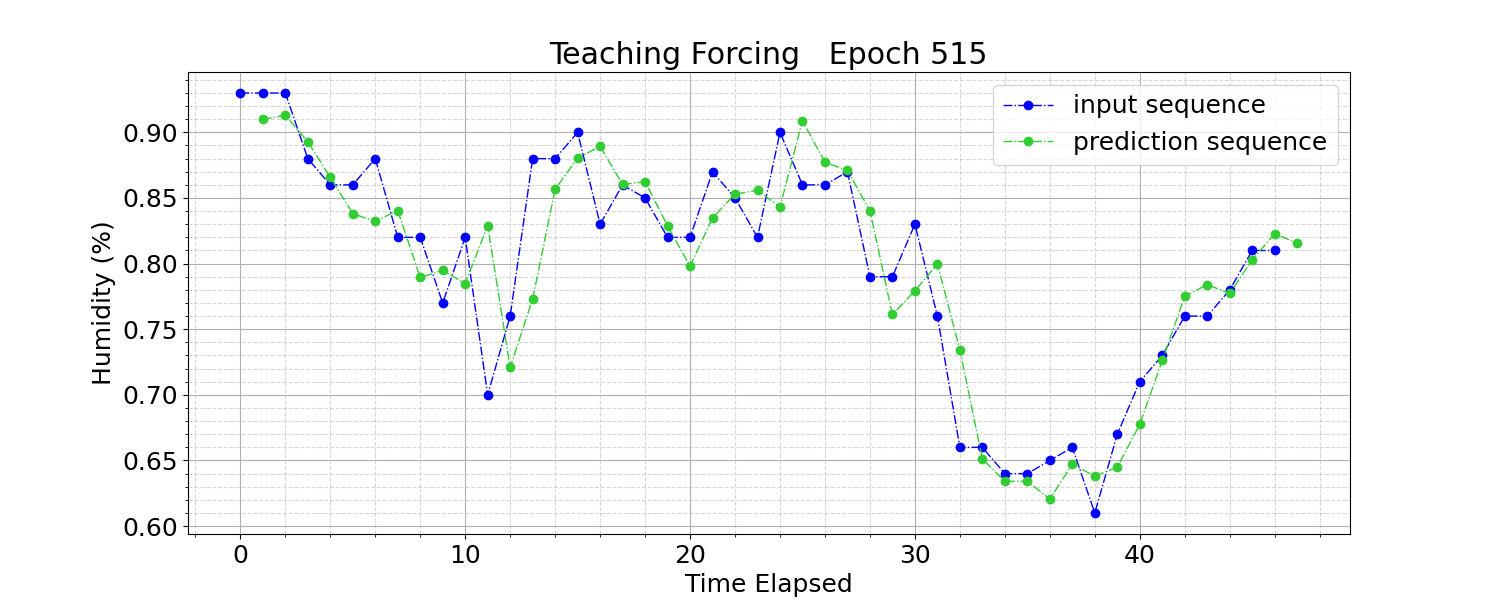 Teaching Forcing   Epoch 515
input sequence
prediction sequence
Humidity (%)
0.90
0.85
0.80
0.75
0.70
0.65
0.60
0 10 20 30 40
Time Elapsed